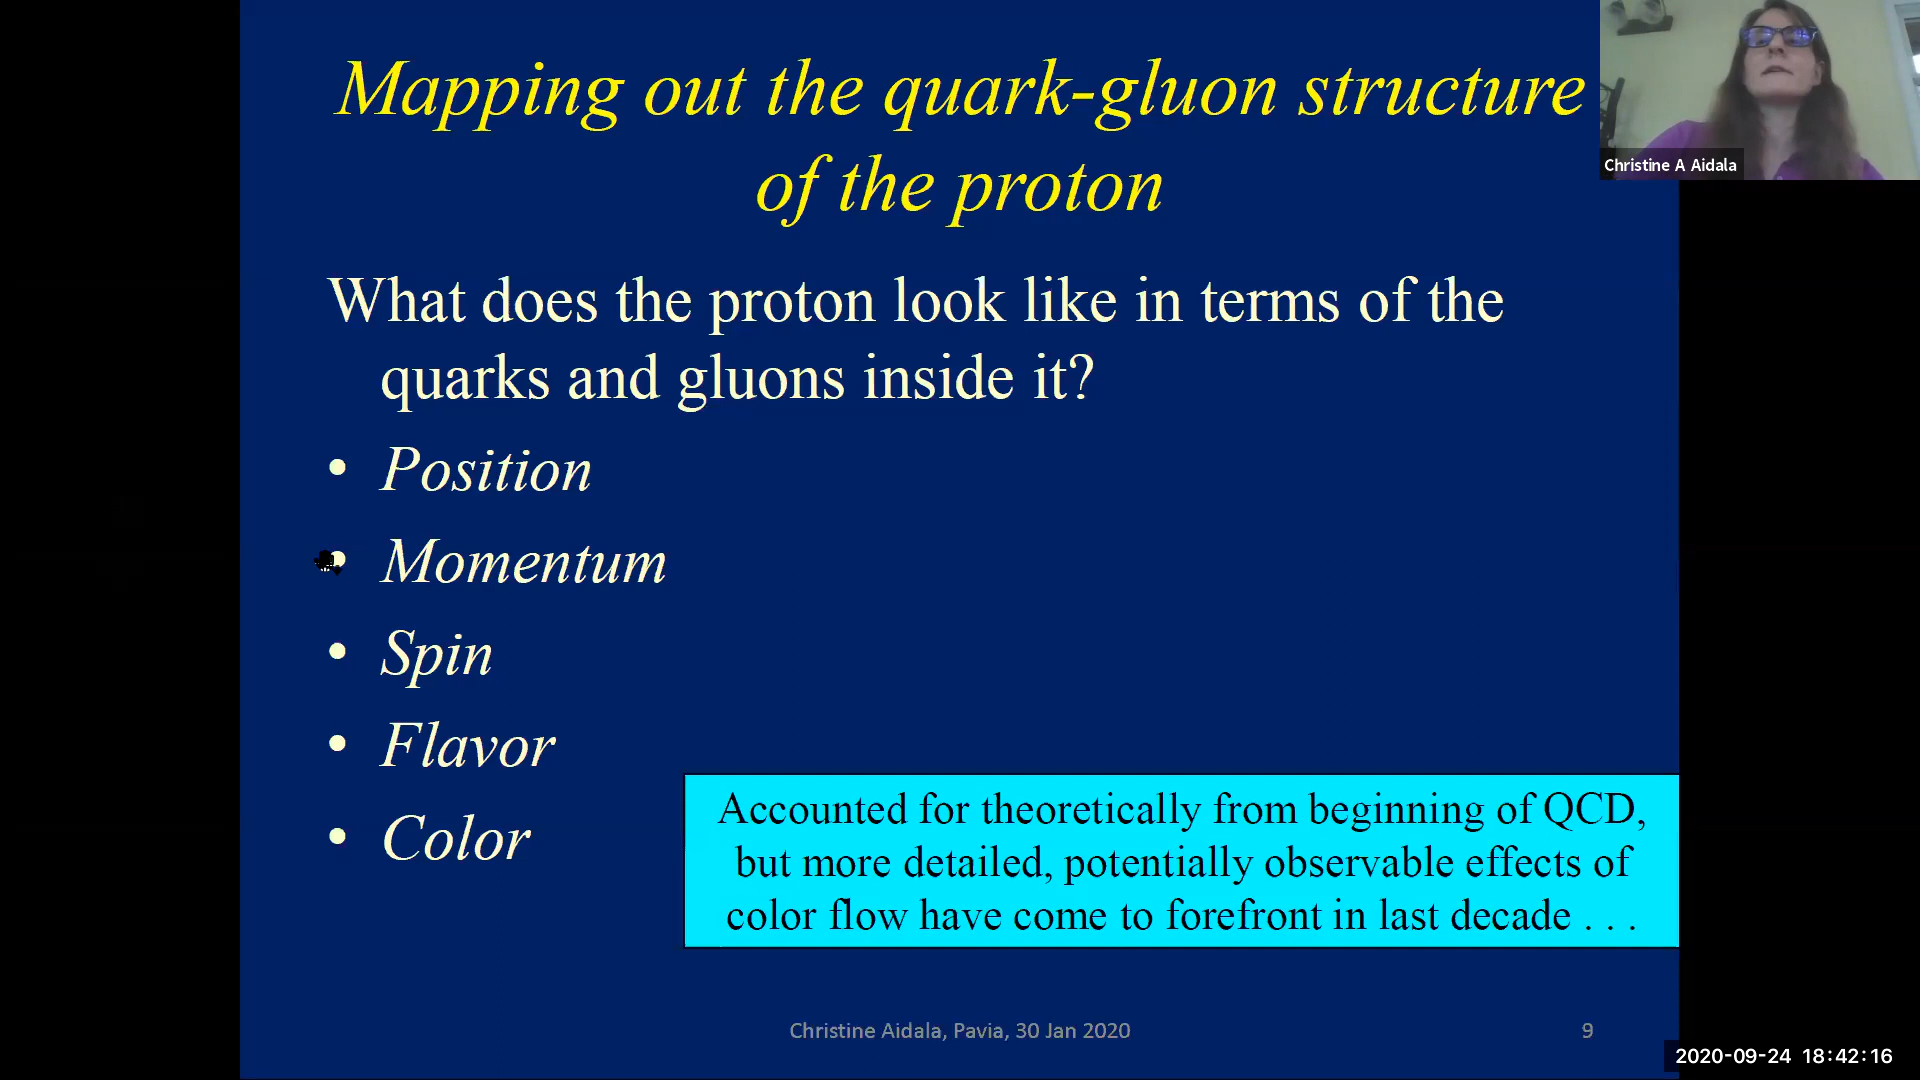 Mapping out the quark-gluon structure
of the proton
Christine A Aidala
What does the proton look like in terms of the
quarks and gluons inside it?
• Position
• Momentum
• Spin
• Flavor
• Color
Accounted for theoretically from beginning of QCD,
but more detailed, potentially observable effects of
color flow have come to forefront in last decade . . .
Christine Aidala, Pavia, 30 Jan 2020
9
2020-09-24 18:42:16